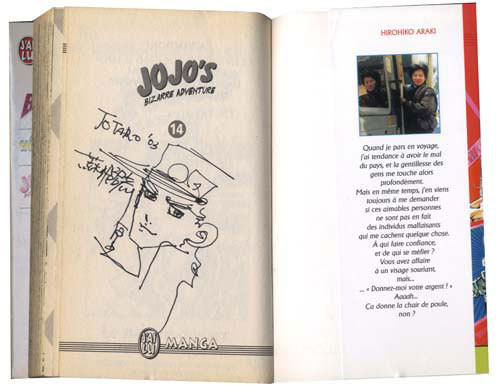 J'AI
LU
JOJO'S
BIZARRE ADVENTURE
14
JOTARO '03
J'AI
LU
MANGA
HIROHIKO ARAKI
Quand je pars en voyage,
j'ai tendance à avoir le mal
du pays, et la gentillesse des
gens me touche alors
profondément.
Mais en même temps, j'en viens
toujours à me demander
si ces aimables personnes
ne sont pas en fait
des individus malfaisants
qui me cachent quelque chose.
À qui faire confiance,
et de qui se méfier ?
Vous avez affaire
à un visage souriant,
mais...
... « Donnez-moi votre argent ! »
Aaaah...
Ça donne la chair de poule,
non ?